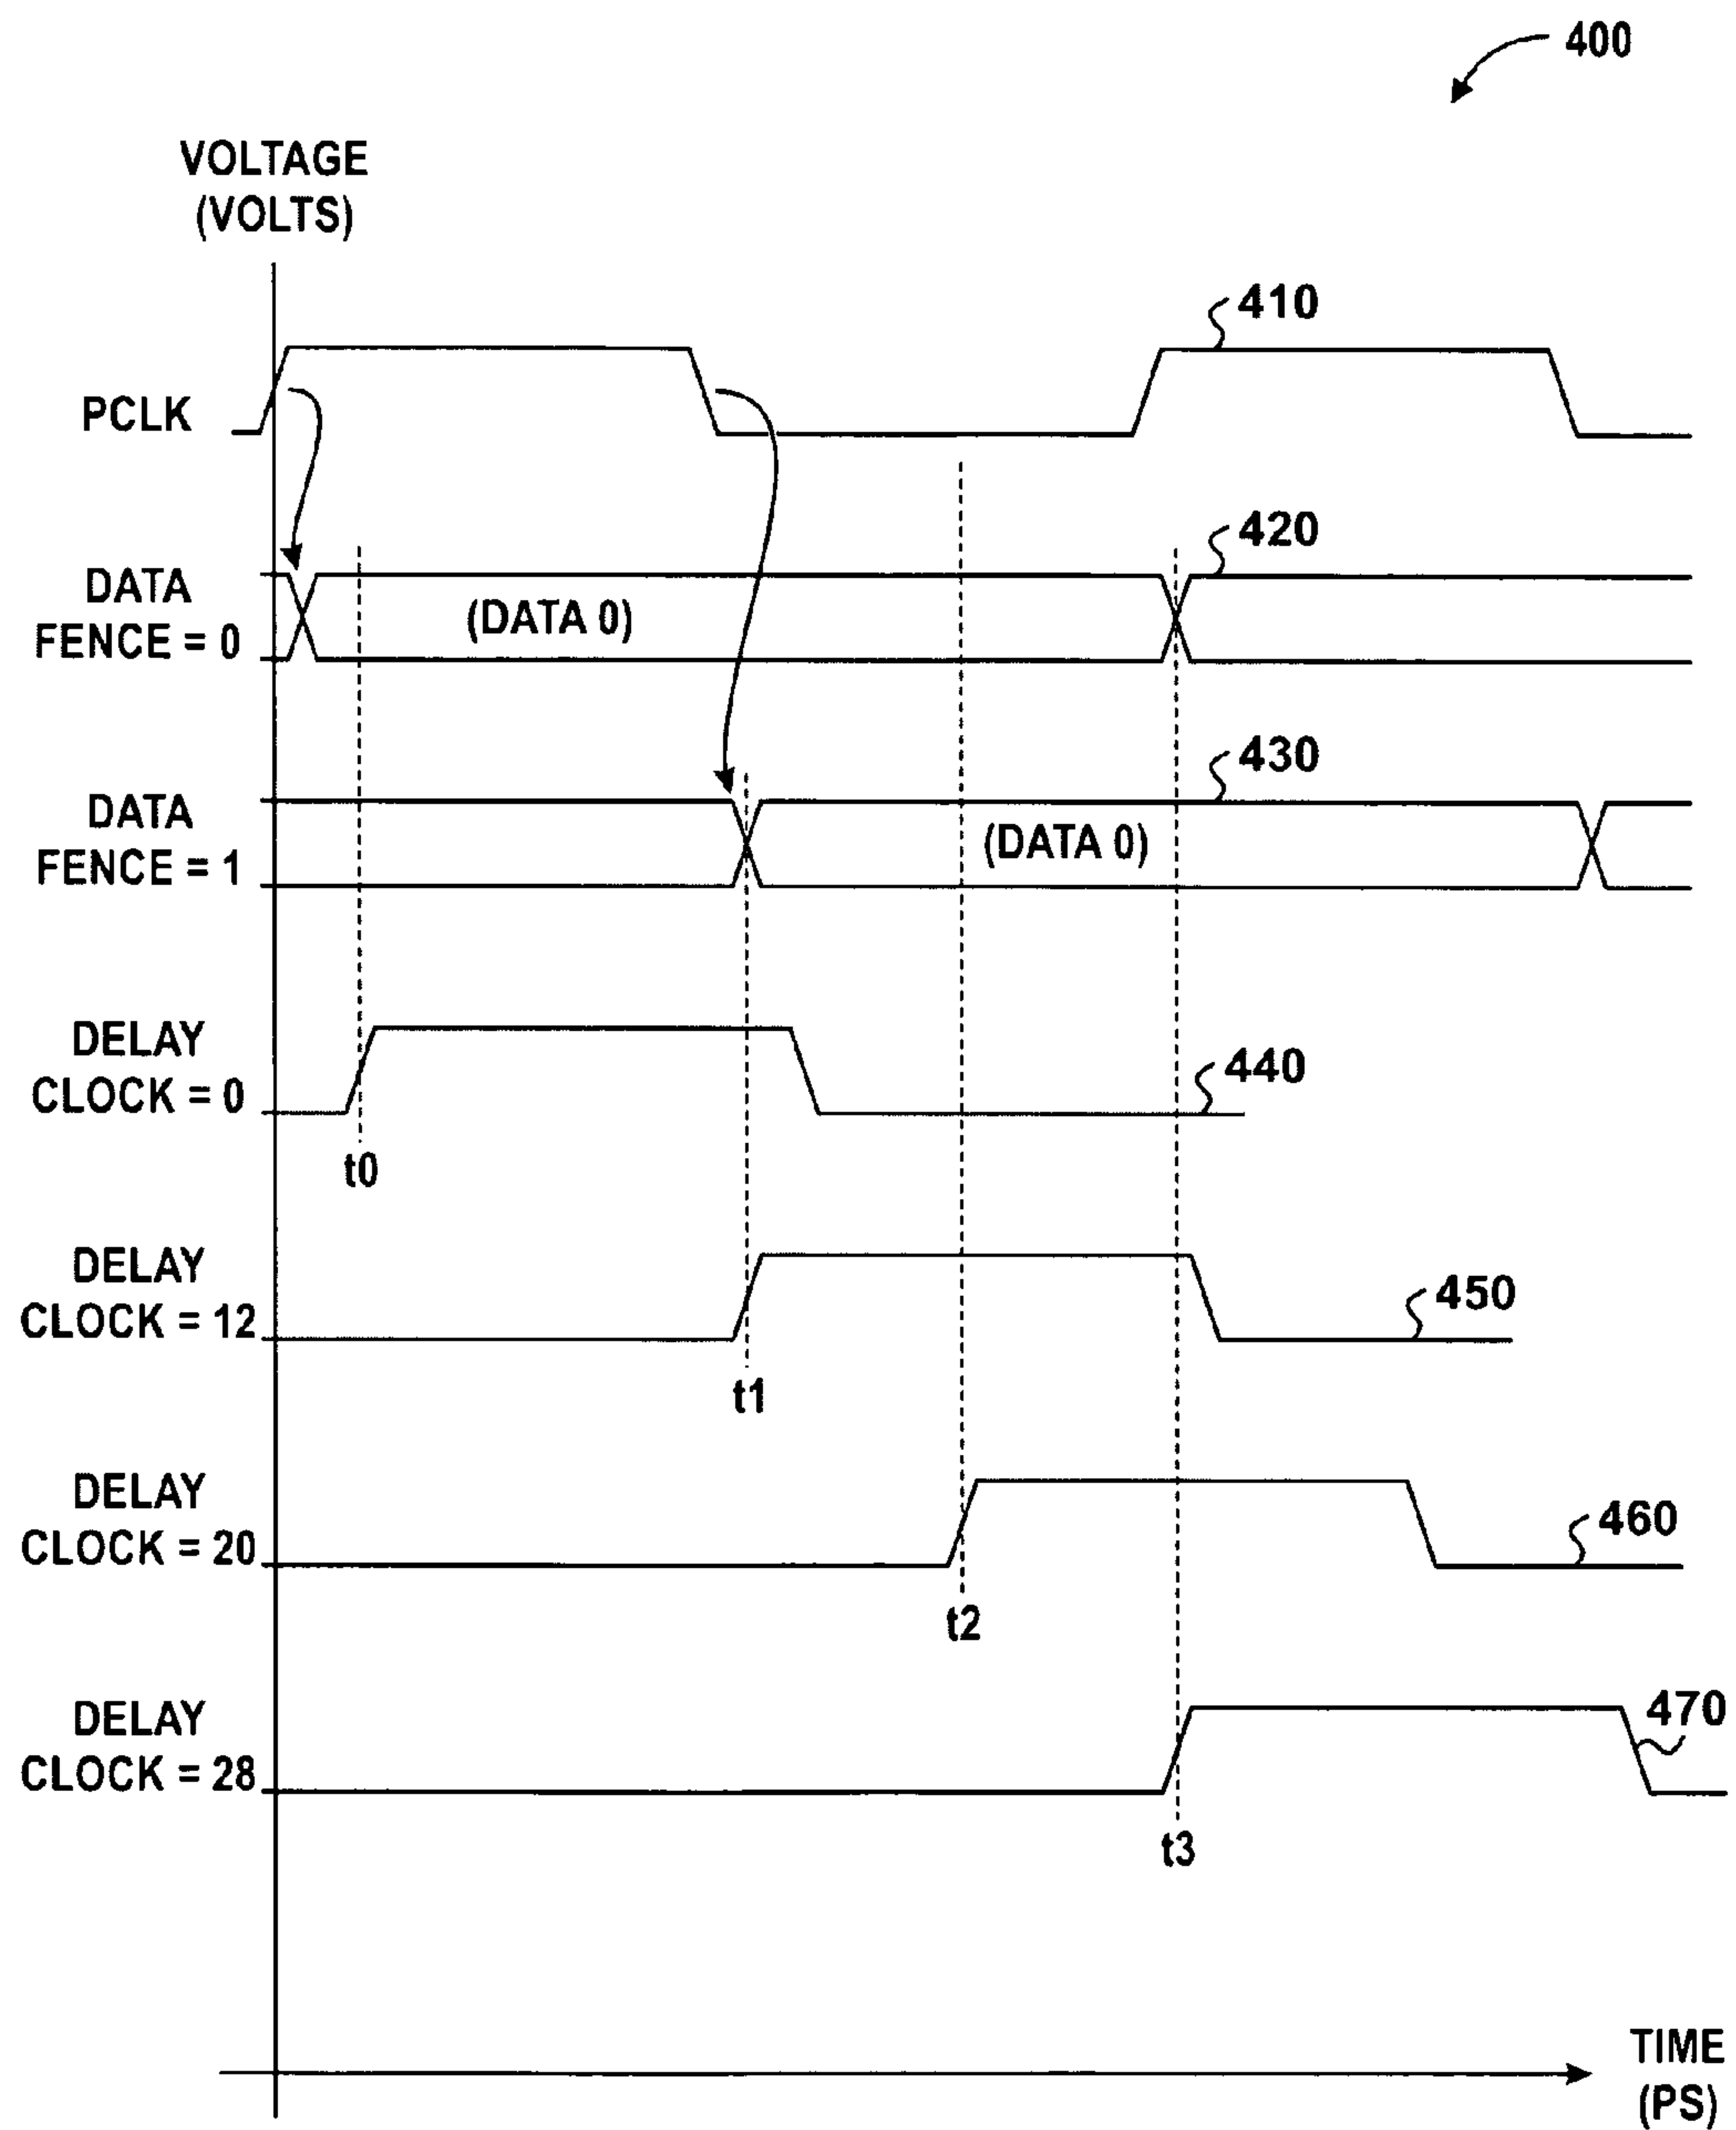 400
VOLTAGE
(VOLTS)
410
PCLK
420
DATA
FENCE = 0
(DATA 0)
430
DATA
FENCE = 1
(DATA 0)
DELAY
CLOCK = 0
440
t0
DELAY
CLOCK = 12
450
t1
DELAY
CLOCK = 20
460
t2
DELAY
CLOCK = 28
470
t3
TIME
(PS)